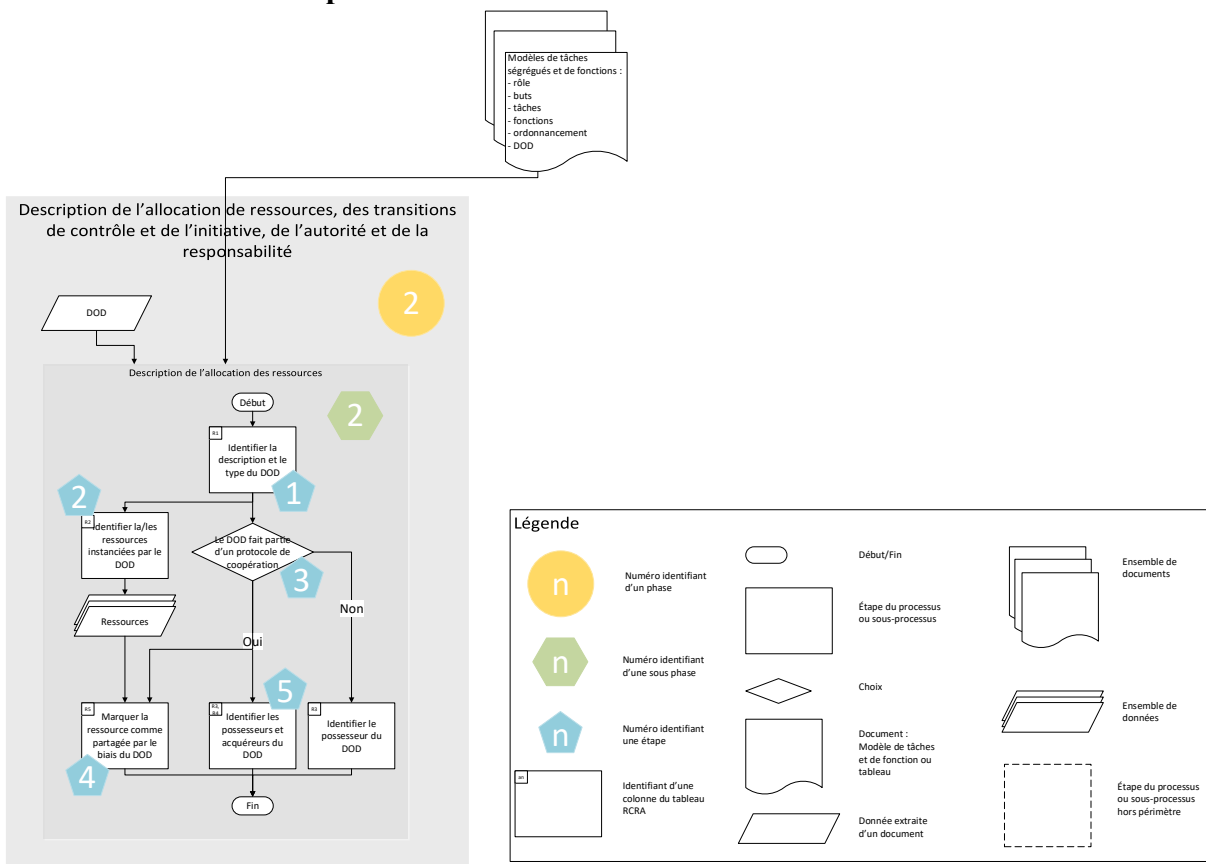 Modèles de tâches
ségrégués et de fonctions :
- rôle
- buts
- tâches
- fonctions
- ordonnancement
- DOD
Description de l'allocation de ressources, des transitions
de contrôle et de l'initiative, de l'autorité et de la
responsabilité
2
DOD
Description de l'allocation des ressources
Début
2
R1
Identifier la
description et le
type du DOD
1
2
R2
Identifier la/les
ressources
instanciées par le
DOD
Le DOD fait partie
d'un protocole de
coopération
3
Ressources
Non
Oui
5
R5
Marquer la
ressource comme
partagée par le
biais du DOD
4
R3,
R4
Identifier les
possesseurs et
acquéreurs du
DOD
R3
Identifier le
possesseur du
DOD
Fin
Légende
n
Numéro identifiant
d'un phase
n
Numéro identifiant
d'une sous phase
n
Numéro identifiant
une étape
an
Identifiant d'une
colonne du tableau
RCRA
Début/Fin
Étape du processus
ou sous-processus
Choix
Document :
Modèle de tâches
et de fonction ou
tableau
Donnée extraite
d'un document
Ensemble de
documents
Ensemble de
données
Étape du processus
ou sous-processus
hors périmètre